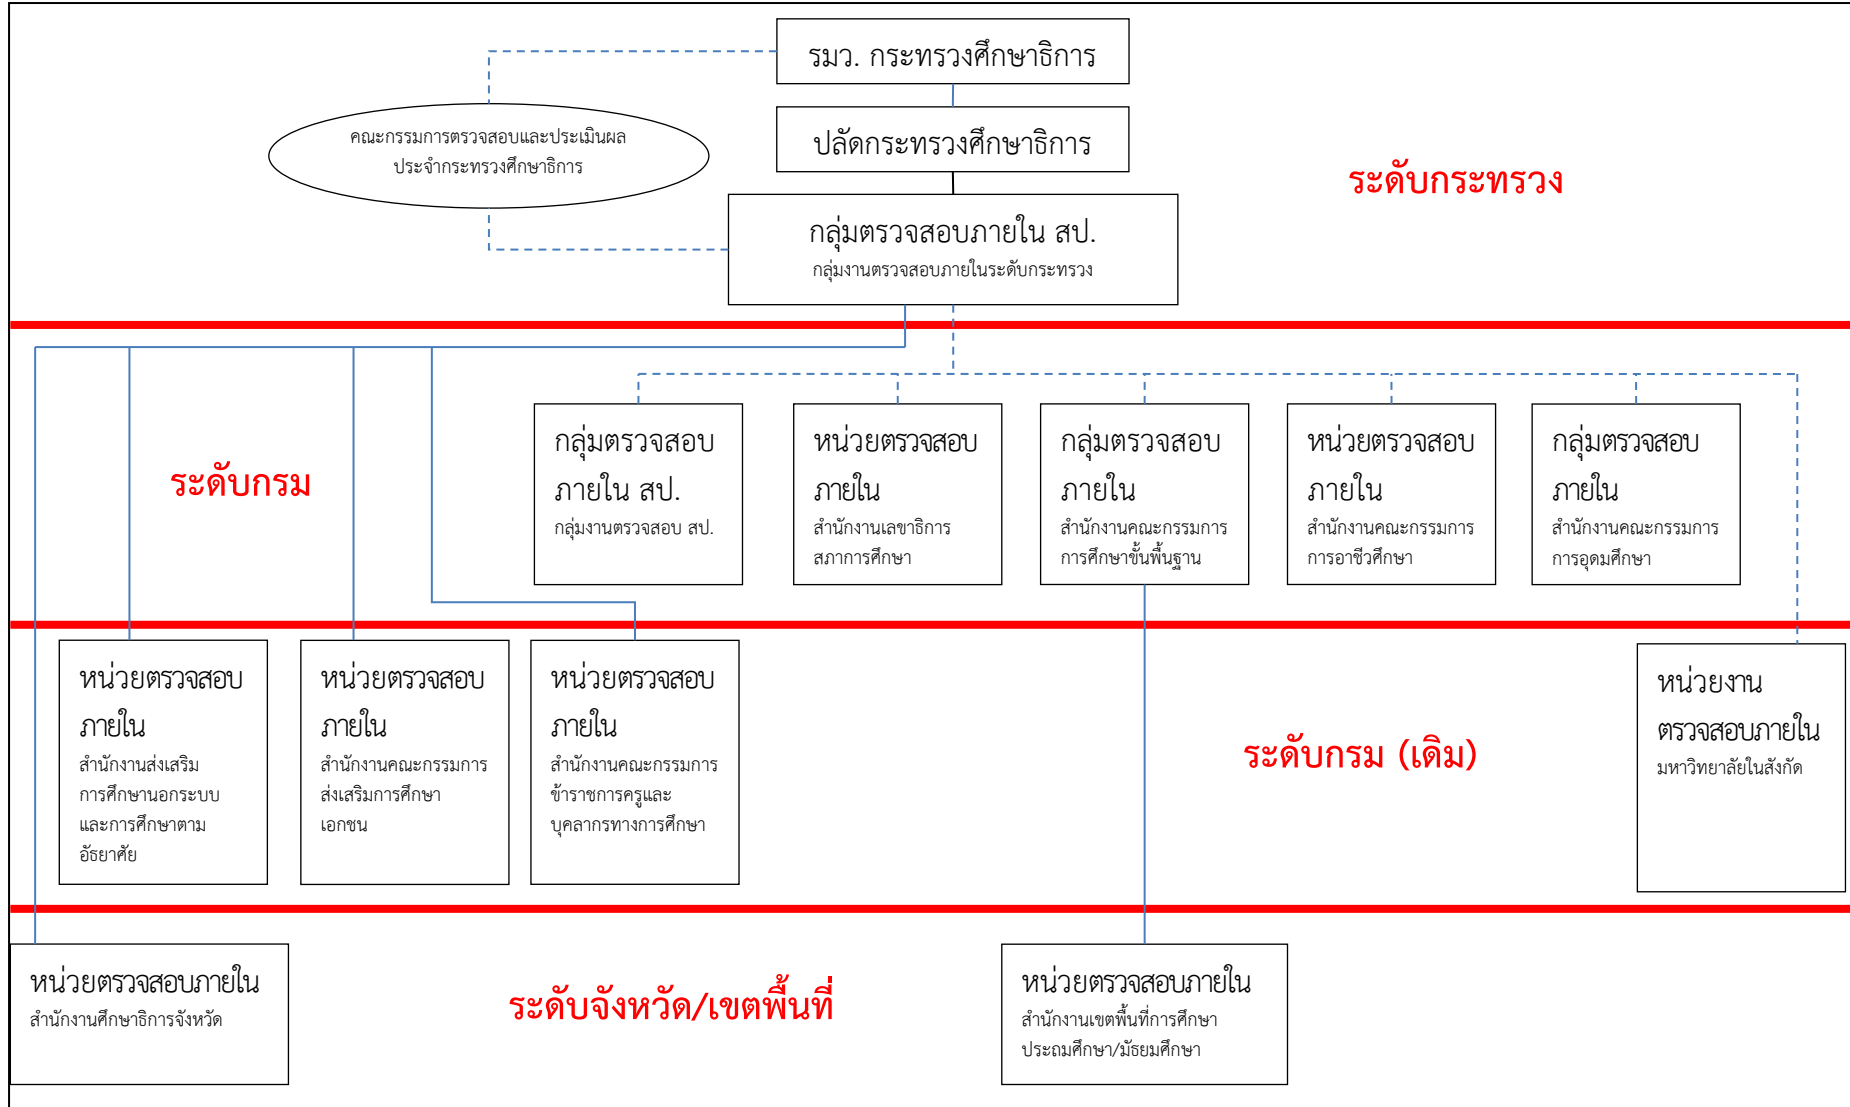 รมว. กระทรวงศึกษาธิการ
คณะกรรมการตรวจสอบและประเมินผล
ประจำกระทรวงศึกษาธิการ
ปลัดกระทรวงศึกษาธิการ
ระดับกระทรวง
กลุ่มตรวจสอบภายใน สป.
กลุ่มงานตรวจสอบภายในระดับกระทรวง
ระดับกรม
กลุ่มตรวจสอบ
ภายใน สป.
กลุ่มงานตรวจสอบ สป.
หน่วยตรวจสอบ
ภายใน
สำนักงานเลขาธิการ
สภาการศึกษา
กลุ่มตรวจสอบ
ภายใน
สำนักงานคณะกรรมการ
การศึกษาขั้นพื้นฐาน
หน่วยตรวจสอบ
ภายใน
สำนักงานคณะกรรมการ
การอาชีวศึกษา
กลุ่มตรวจสอบ
ภายใน
สำนักงานคณะกรรมการ
การอุดมศึกษา
หน่วยตรวจสอบ
ภายใน
สำนักงานส่งเสริม
การศึกษานอกระบบ
และการศึกษาตาม
อัธยาศัย
หน่วยตรวจสอบ
ภายใน
สำนักงานคณะกรรมการ
ส่งเสริมการศึกษา
เอกชน
หน่วยตรวจสอบ
ภายใน
สำนักงานคณะกรรมการ
ข้าราชการครูและ
บุคลากรทางการศึกษา
ระดับกรม (เดิม)
หน่วยงาน
ตรวจสอบภายใน
มหาวิทยาลัยในสังกัด
หน่วยตรวจสอบภายใน
สำนักงานศึกษาธิการจังหวัด
ระดับจังหวัด/เขตพื้นที่
หน่วยตรวจสอบภายใน
สำนักงานเขตพื้นที่การศึกษา
ประถมศึกษา/มัธยมศึกษา